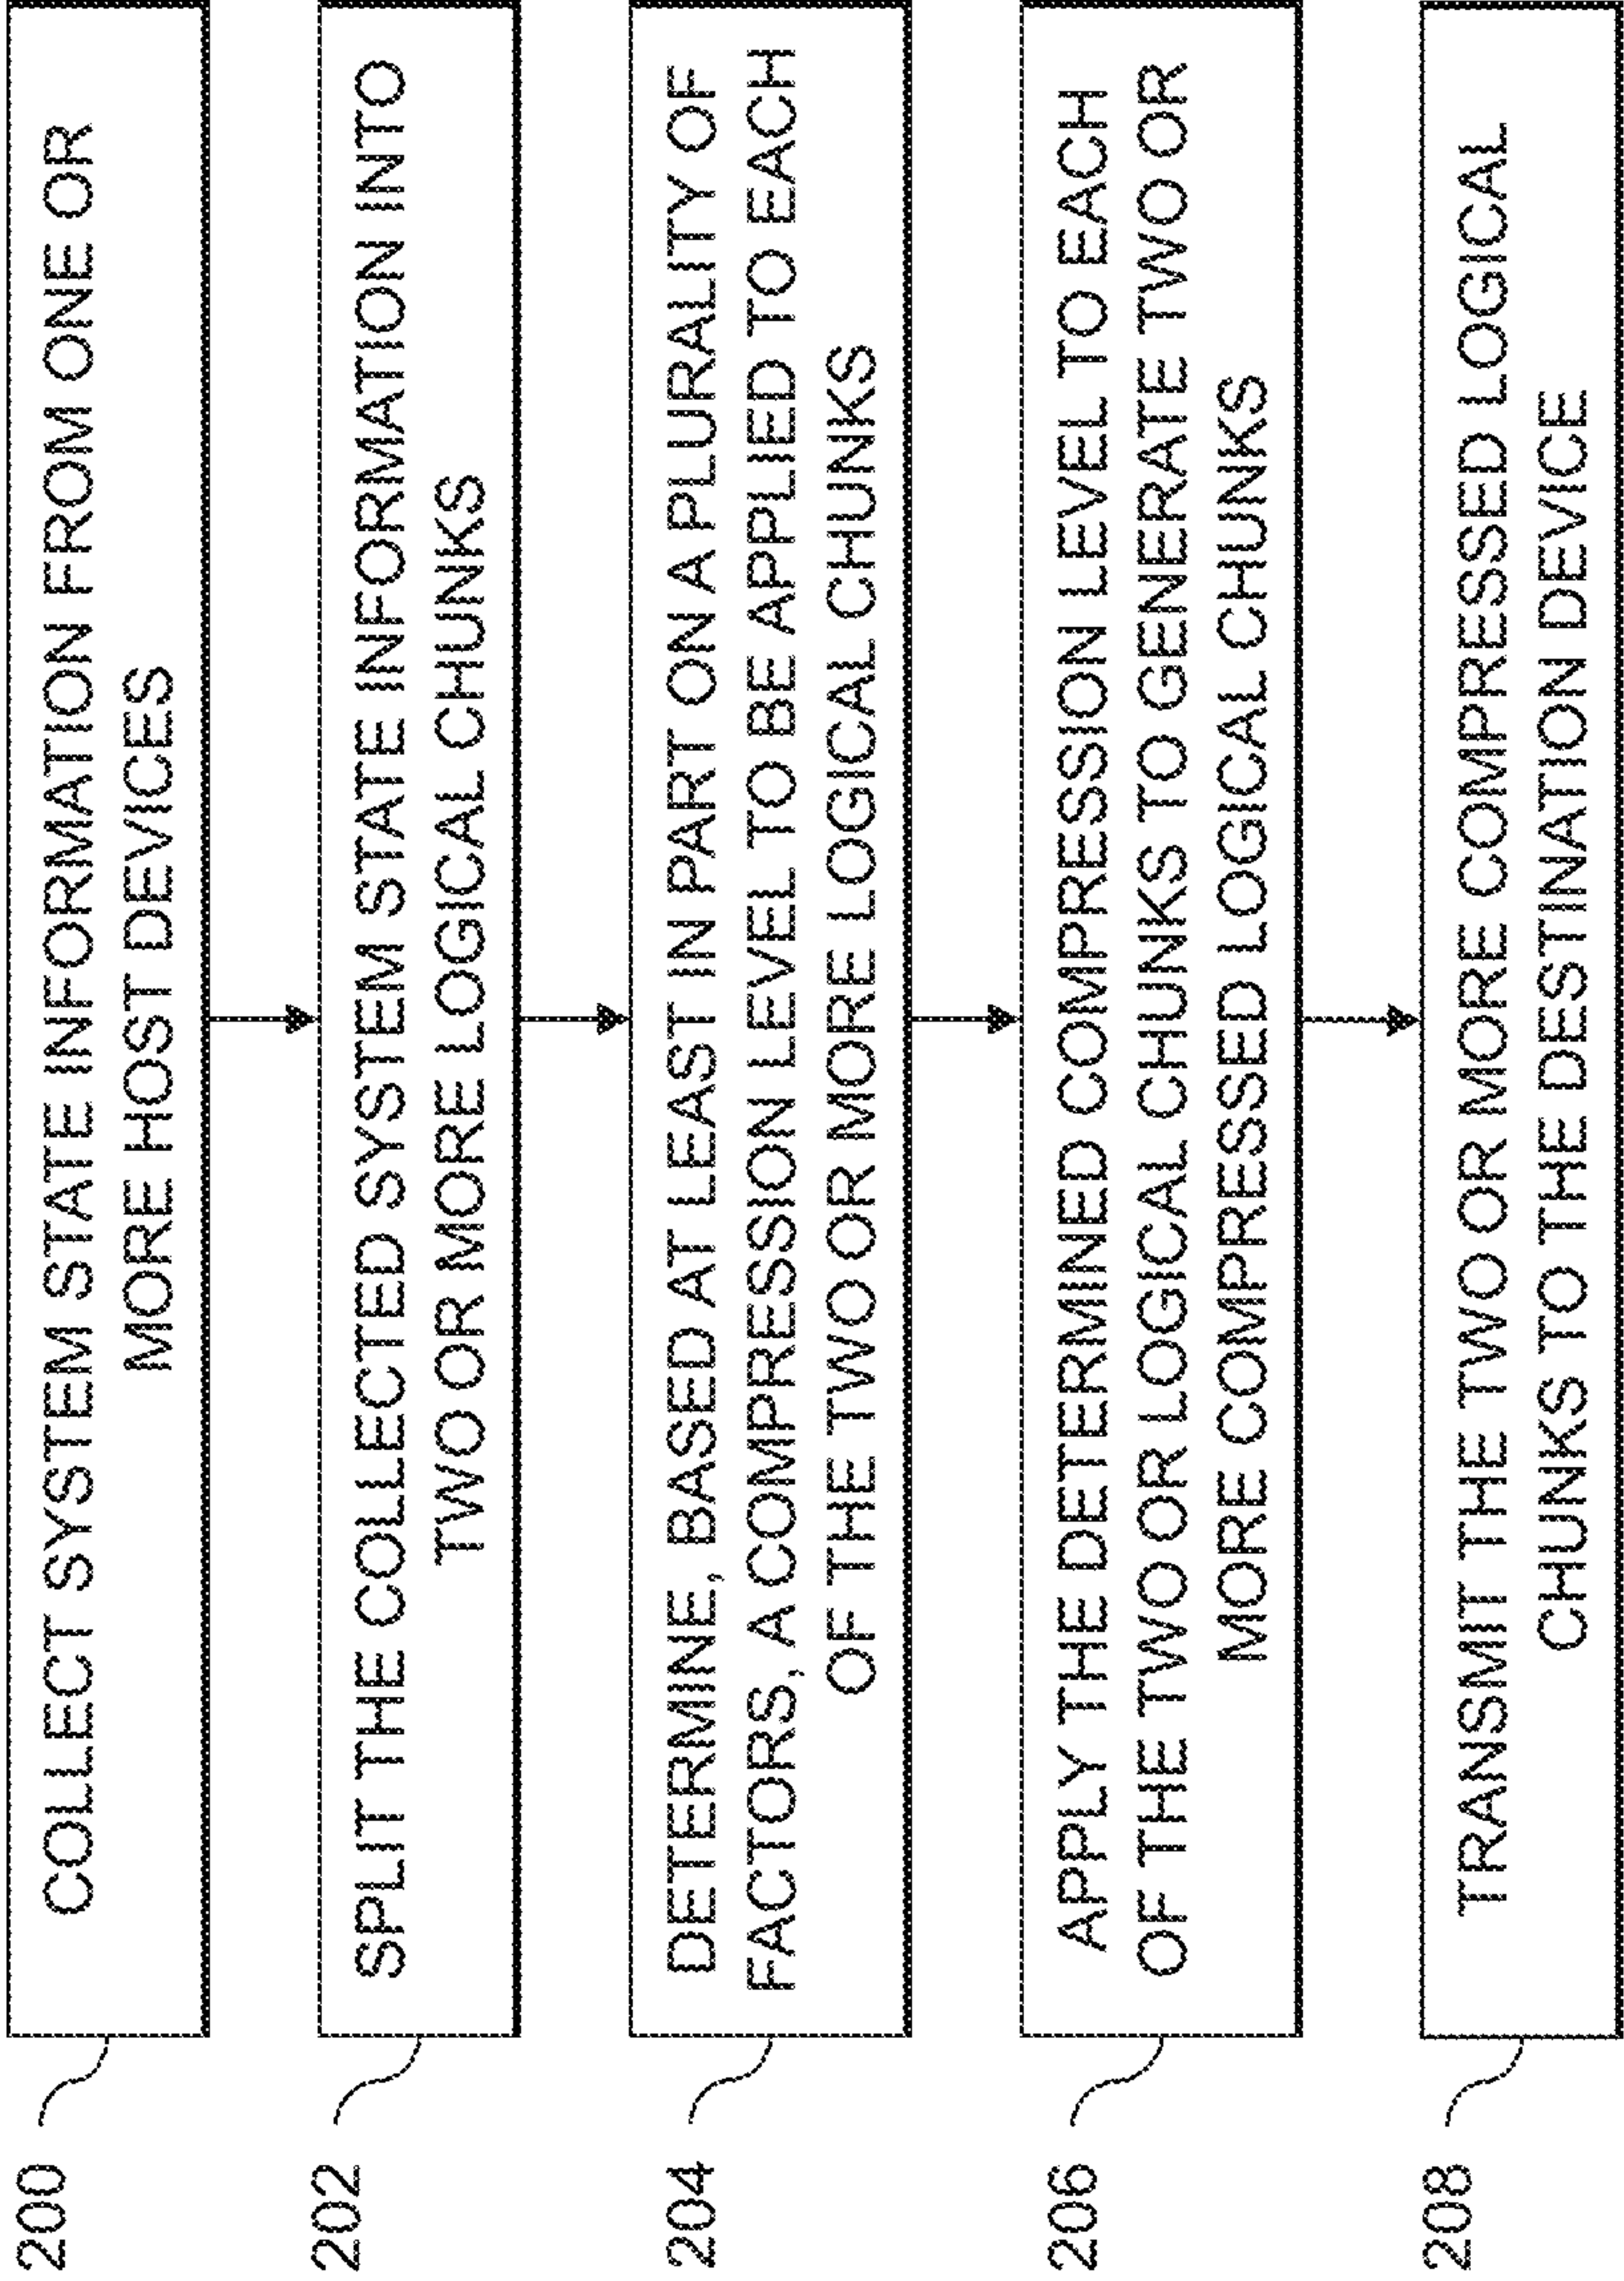 200
COLLECT SYSTEM STATE INFORMATION FROM ONE OR
MORE HOST DEVICES
202
SPLIT THE COLLECTED SYSTEM STATE INFORMATION INTO
TWO OR MORE LOGICAL CHUNKS
204
DETERMINE, BASED AT LEAST IN PART ON A PLURALITY OF
FACTORS, A COMPRESSION LEVEL TO BE APPLIED TO EACH
OF THE TWO OR MORE LOGICAL CHUNKS
206
APPLY THE DETERMINED COMPRESSION LEVEL TO EACH
OF THE TWO OR LOGICAL CHUNKS TO GENERATE TWO OR
MORE COMPRESSED LOGICAL CHUNKS
208
TRANSMIT THE TWO OR MORE COMPRESSED LOGICAL
CHUNKS TO THE DESTINATION DEVICE